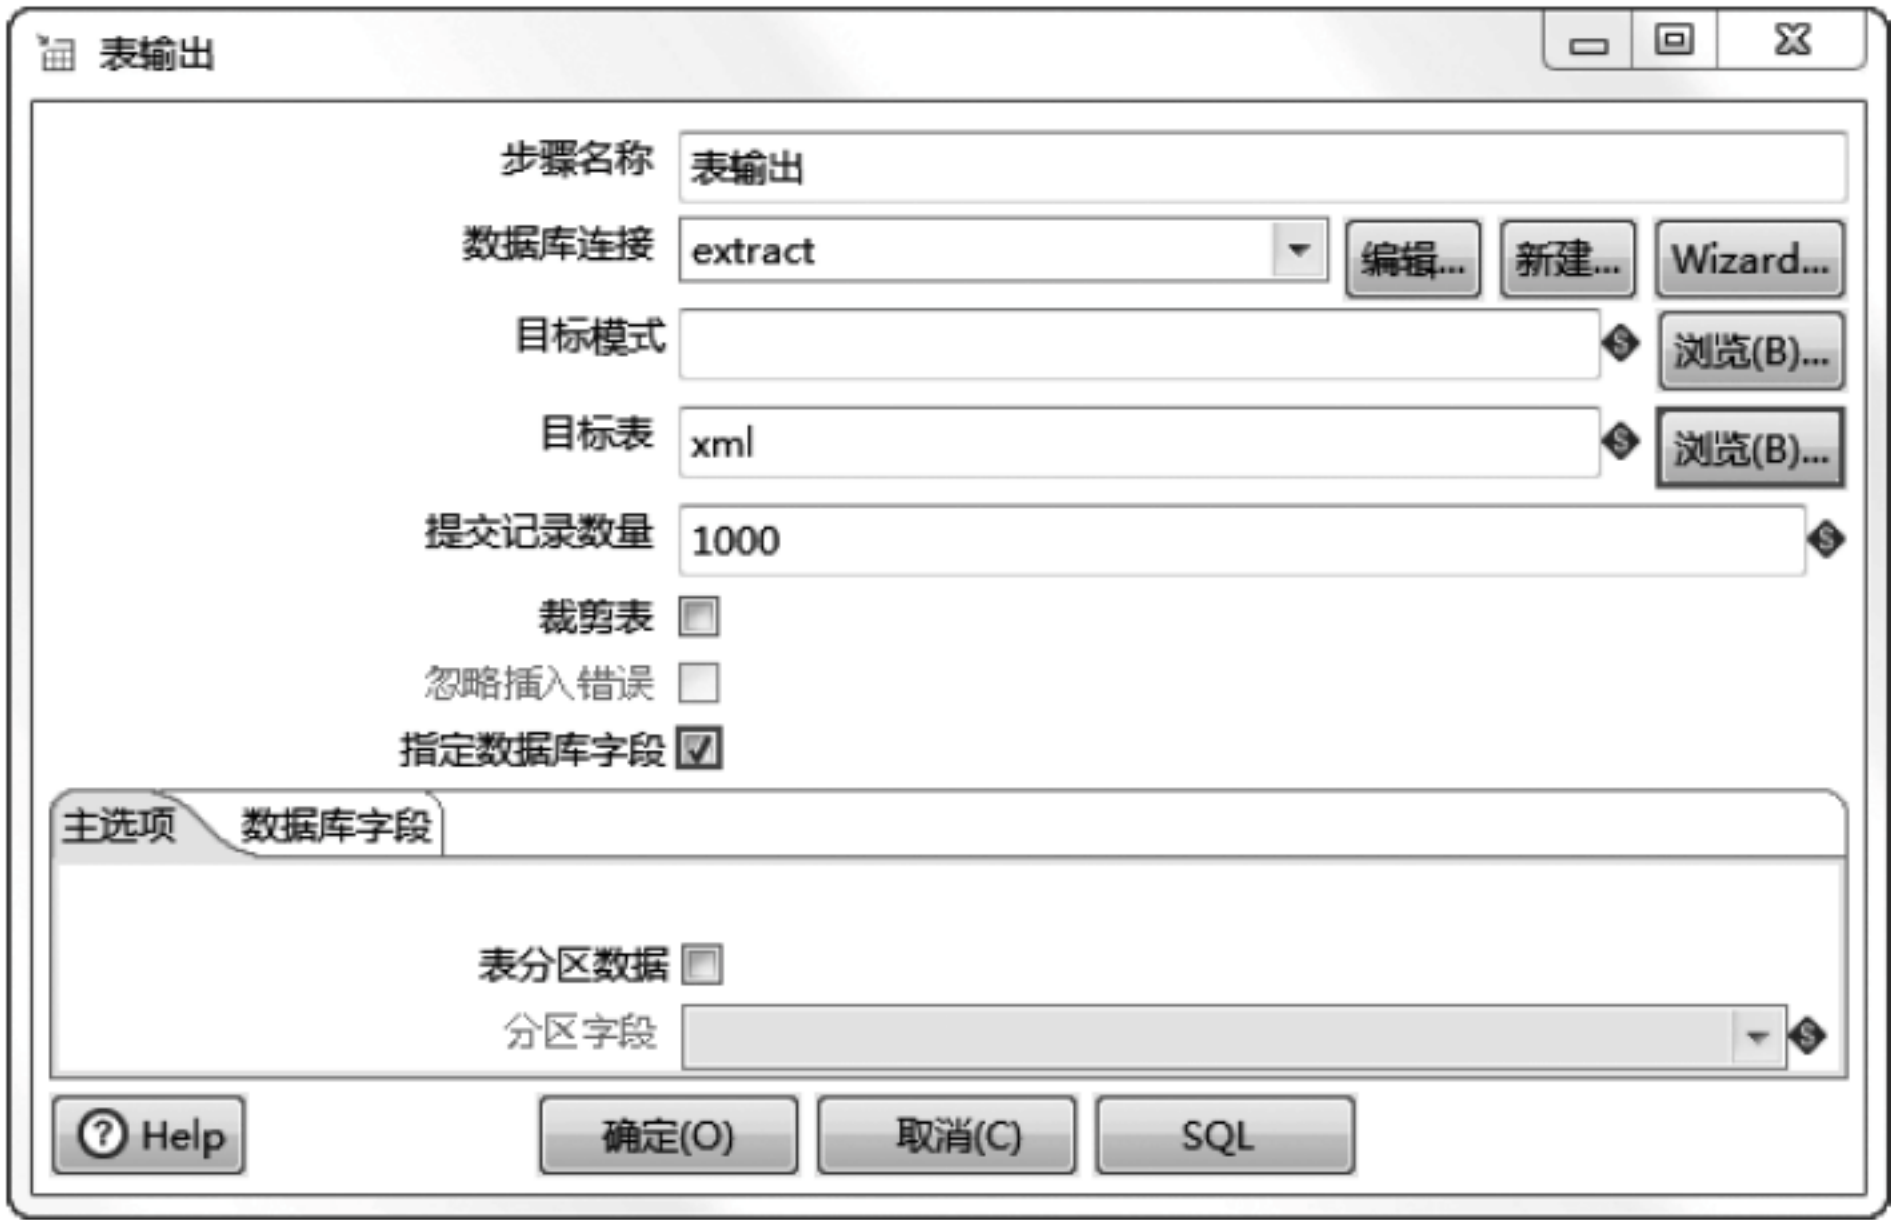 表输出
步骤名称 表输出
数据库连接 extract 编辑... 新建... Wizard...
目标模式 浏览(B)...
目标表 xml 浏览(B)...
提交记录数量 1000
裁剪表
忽略插入错误
指定数据库字段
主选项 数据库字段
表分区数据
分区字段
Help 确定(O) 取消(C) SQL